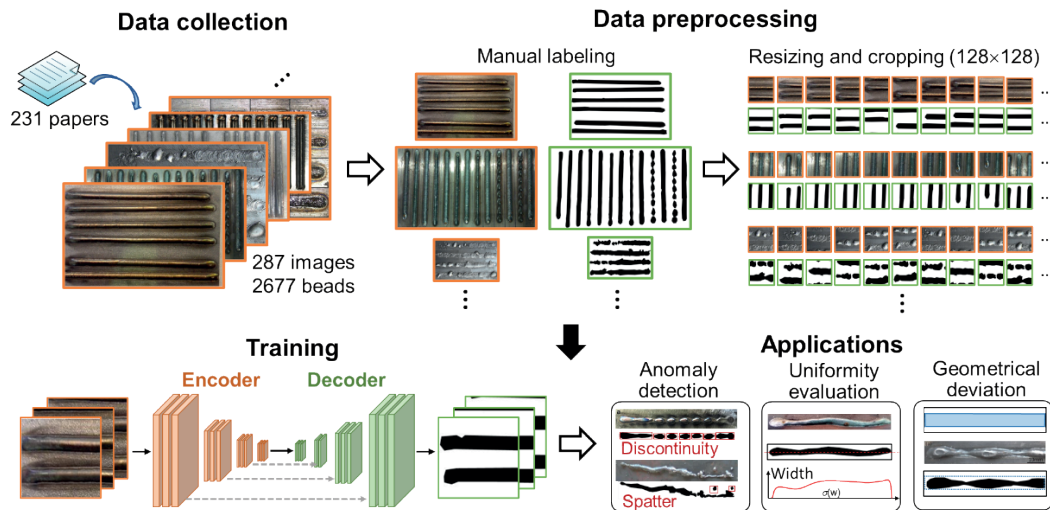 Data collection
231 papers
287 images
2677 beads
Data preprocessing
Manual labeling
Resizing and cropping (128×128)
Training
Encoder
Decoder
Applications
Anomaly
detection
Discontinuity
Spatter
Uniformity
evaluation
Width
σ(w)
Geometrical
deviation